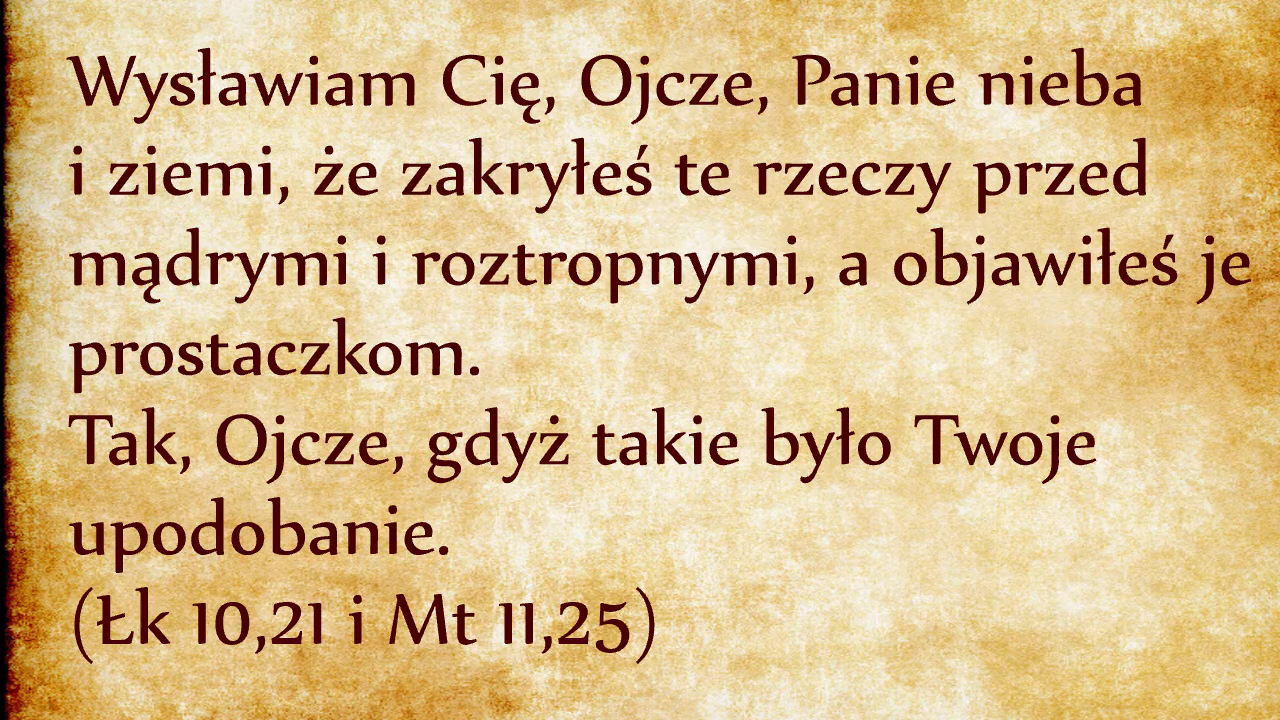 Wysławiam Cię, Ojcze, Panie nieba
i ziemi, że zakryłeś te rzeczy przed
mądrymi i roztropnymi, a objawiłeś je
prostaczkom.
Tak, Ojcze, gdyż takie było Twoje
upodobanie.
(Łk 10,21 i Mt 11,25)